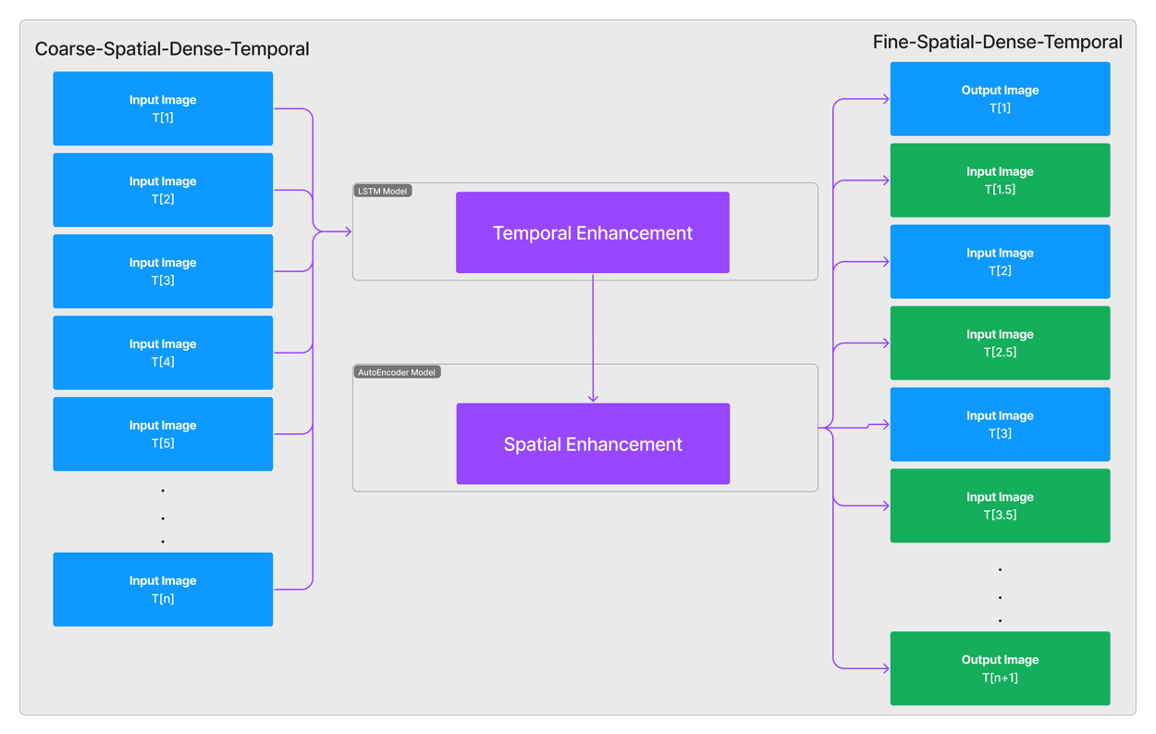 Coarse-Spatial-Dense-Temporal
Input Image
T[1]
Input Image
T[2]
Input Image
T[3]
Input Image
T[4]
Input Image
T[5]
.
.
.
Input Image
T[n]
LSTM Model
Temporal Enhancement
AutoEncoder Model
Spatial Enhancement
Fine-Spatial-Dense-Temporal
Output Image
T[1]
Input Image
T[1.5]
Input Image
T[2]
Input Image
T[2.5]
Input Image
T[3]
Input Image
T[3.5]
.
.
.
Output Image
T[n+1]